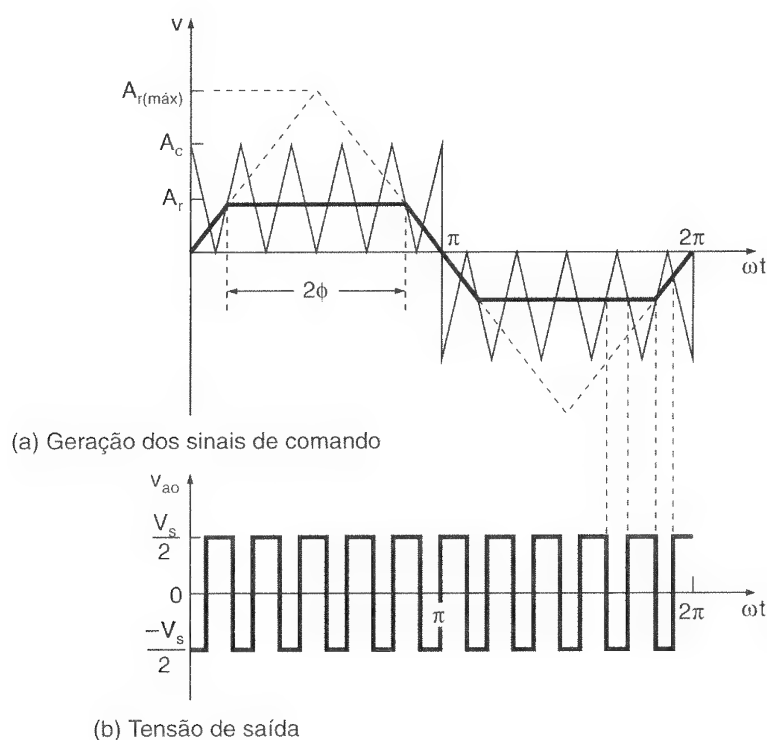 v
A_r(máx)
A_c
A_r
π
2π
ωt
2ϕ
(a) Geração dos sinais de comando
v_ao
V_s/2
0
π
2π
ωt
−V_s/2
(b) Tensão de saída